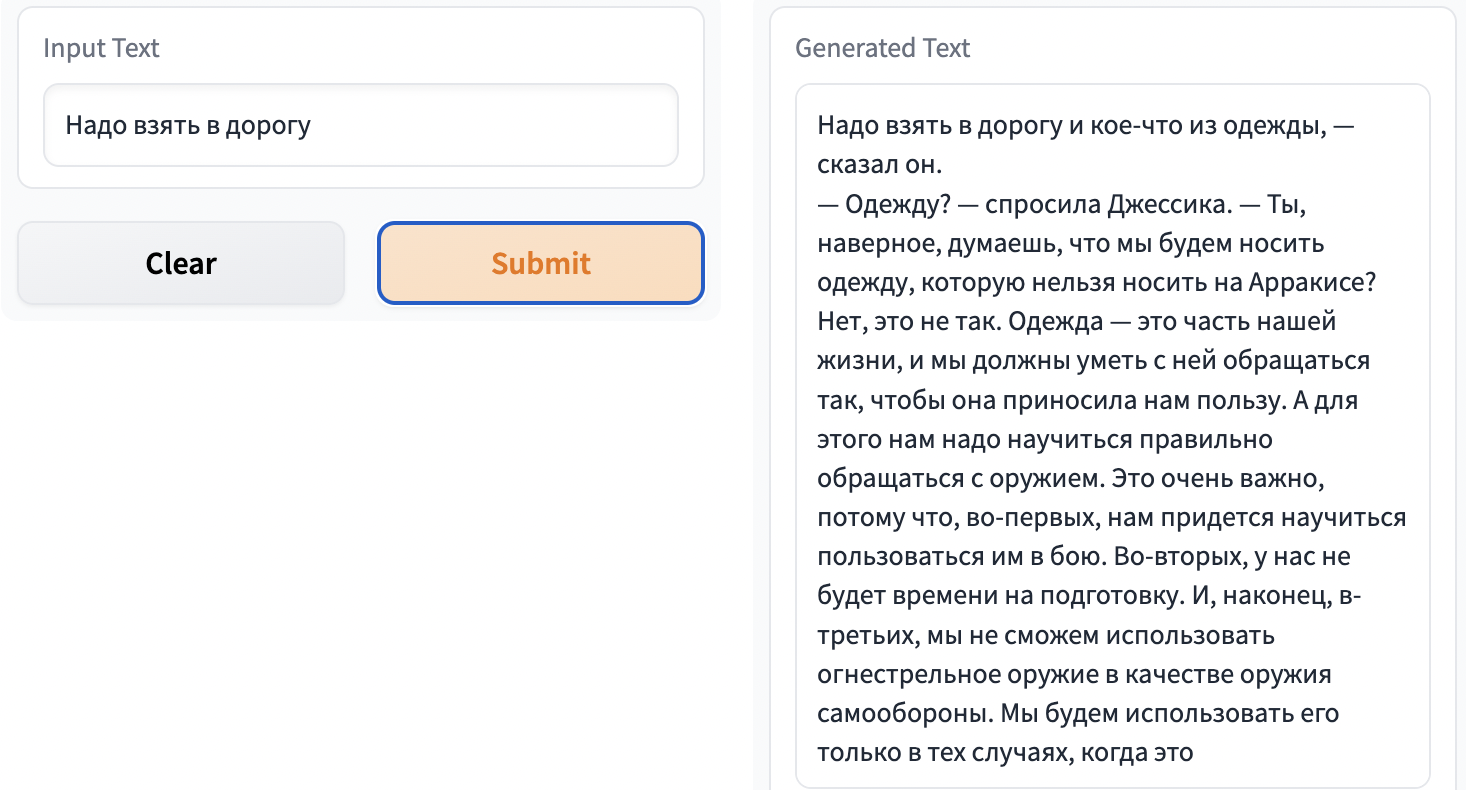 Input Text
Надо взять в дорогу
Clear
Submit
Generated Text
Надо взять в дорогу и кое-что из одежды, —
сказал он.
— Одежду? — спросила Джессика. — Ты,
наверное, думаешь, что мы будем носить
одежду, которую нельзя носить на Арракисе?
Нет, это не так. Одежда — это часть нашей
жизни, и мы должны уметь с ней обращаться
так, чтобы она приносила нам пользу. А для
этого нам надо научиться правильно
обращаться с оружием. Это очень важно,
потому что, во-первых, нам придется научиться
пользоваться им в бою. Во-вторых, у нас не
будет времени на подготовку. И, наконец, в-
третьих, мы не сможем использовать
огнестрельное оружие в качестве оружия
самообороны. Мы будем использовать его
только в тех случаях, когда это